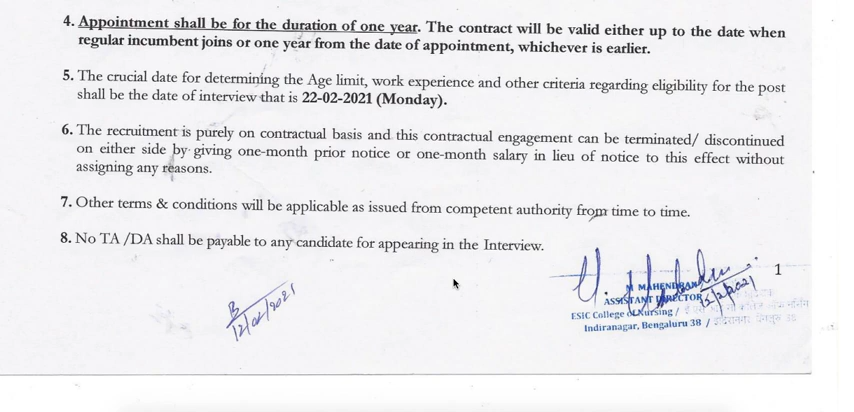 4. Appointment shall be for the duration of one year. The contract will be valid either up to the date when
regular incumbent joins or one year from the date of appointment, whichever is earlier.
5. The crucial date for determining the Age limit, work experience and other criteria regarding eligibility for the post
shall be the date of interview that is 22-02-2021 (Monday).
6. The recruitment is purely on contractual basis and this contractual engagement can be terminated/ discontinued
on either side by giving one-month prior notice or one-month salary in lieu of notice to this effect without
assigning any reasons.
7. Other terms & conditions will be applicable as issued from competent authority from time to time.
8. No TA /DA shall be payable to any candidate for appearing in the Interview.
1
MAHENDRAN
ASSISTANT DIRECTOR
12/2/2021
ESIC College of Nursing /
Indiranagar, Bengaluru 38 /
12/02/2021